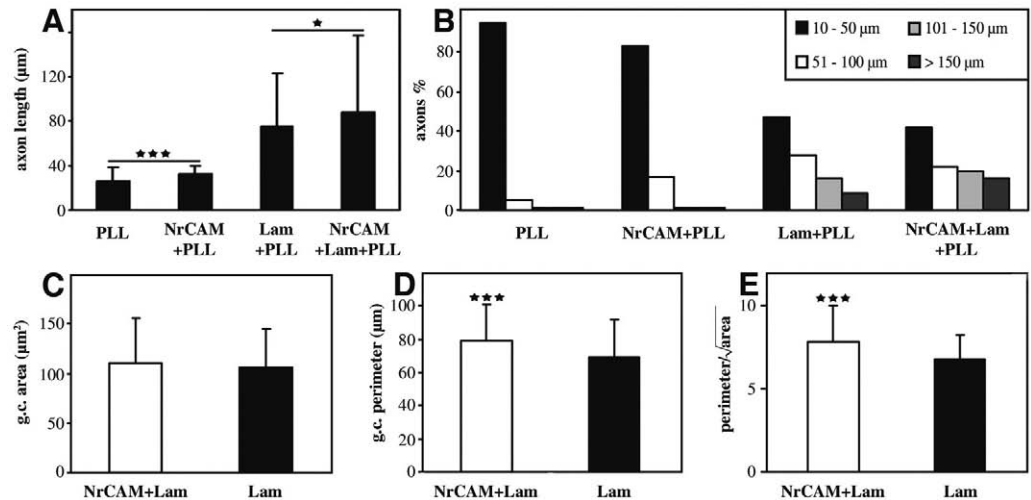 A
axon length (µm)
120
80
40
0
★
★★★
PLL
NrCAM
+PLL
Lam
+PLL
NrCAM
+Lam+PLL
B
axons %
80
60
40
20
0
10 - 50 µm
101 - 150 µm
51 - 100 µm
> 150 µm
PLL
NrCAM+PLL
Lam+PLL
NrCAM+Lam
+PLL
C
g.c. area (µm²)
150
100
50
0
NrCAM+Lam
Lam
D
g.c. perimeter (µm)
100
80
60
40
20
0
★★★
NrCAM+Lam
Lam
E
perimeter/√area
10
5
0
★★★
NrCAM+Lam
Lam